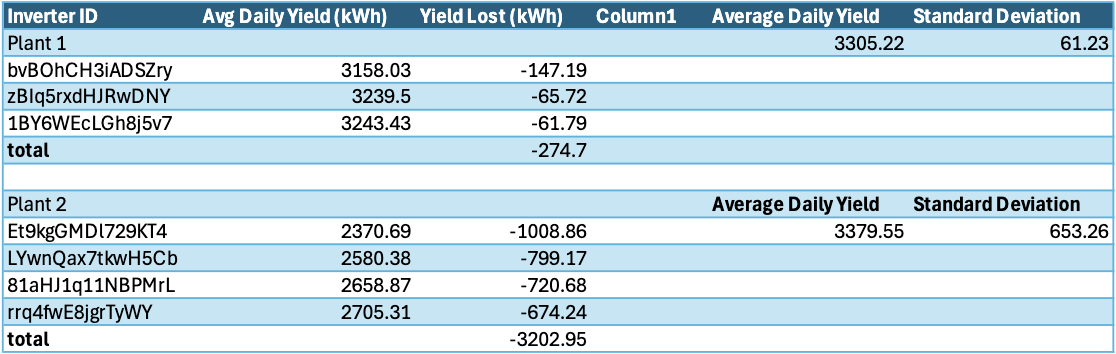 Inverter ID Avg Daily Yield (kWh) Yield Lost (kWh) Column1 Average Daily Yield Standard Deviation
Plant 1 3305.22 61.23
bvBOhCH3iADSZry 3158.03 -147.19
zBIq5rxdHJRwDNY 3239.5 -65.72
1BY6WEcLGh8j5v7 3243.43 -61.79
total -274.7
Plant 2 Average Daily Yield Standard Deviation
Et9kgGMDl729KT4 2370.69 -1008.86 3379.55 653.26
LYwnQax7tkwH5Cb 2580.38 -799.17
81aHJ1q11NBPMrL 2658.87 -720.68
rrq4fwE8jgrTyWY 2705.31 -674.24
total -3202.95